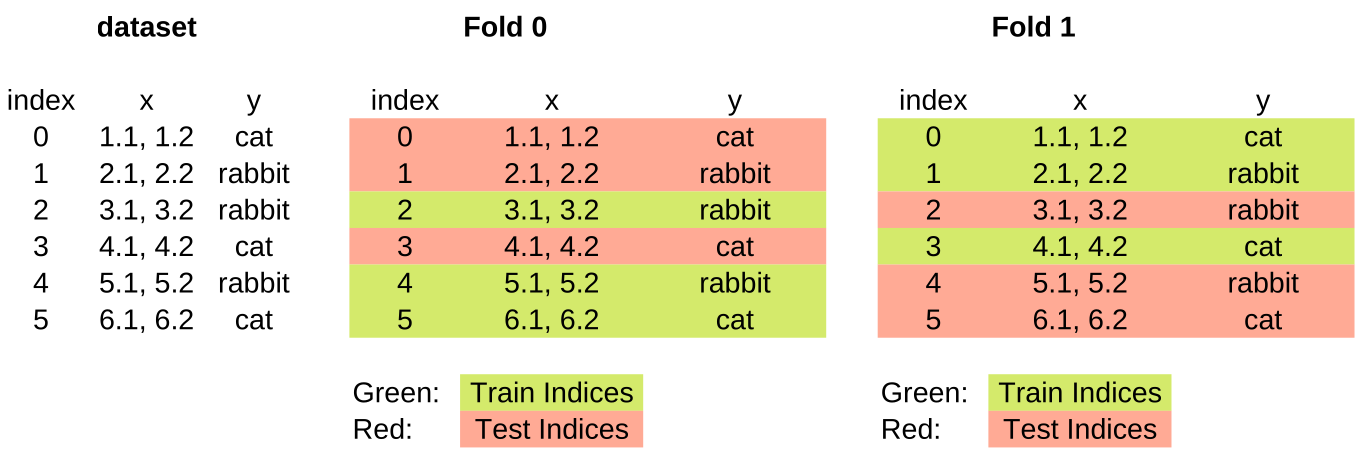 dataset Fold 0 Fold 1
index x y index x y index x y
0 1.1, 1.2 cat 0 1.1, 1.2 cat 0 1.1, 1.2 cat
1 2.1, 2.2 rabbit 1 2.1, 2.2 rabbit 1 2.1, 2.2 rabbit
2 3.1, 3.2 rabbit 2 3.1, 3.2 rabbit 2 3.1, 3.2 rabbit
3 4.1, 4.2 cat 3 4.1, 4.2 cat 3 4.1, 4.2 cat
4 5.1, 5.2 rabbit 4 5.1, 5.2 rabbit 4 5.1, 5.2 rabbit
5 6.1, 6.2 cat 5 6.1, 6.2 cat 5 6.1, 6.2 cat
Green: Train Indices Green: Train Indices
Red: Test Indices Red: Test Indices